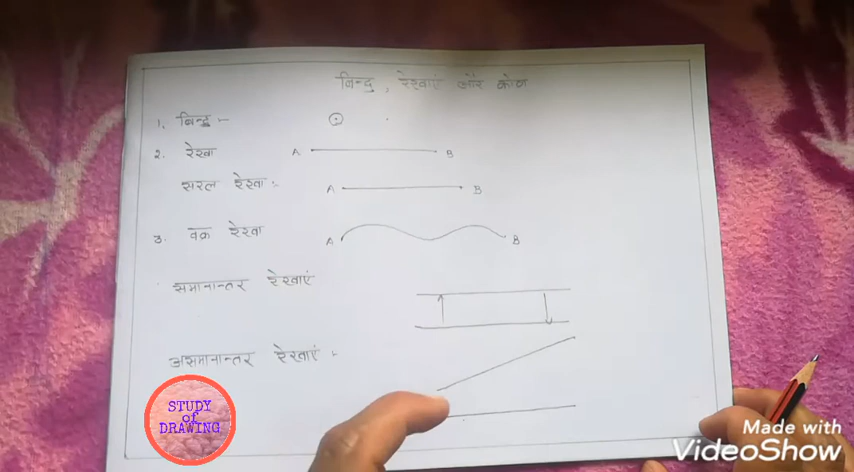 बिन्दु, रेखाएं और कोण
1. बिन्दु :-
2. रेखा A B
सरल रेखा :- A B
3. वक्र रेखा A B
समानान्तर रेखाएं
असमानान्तर रेखाएं :-
STUDY
of
DRAWING
Made with
VideoShow